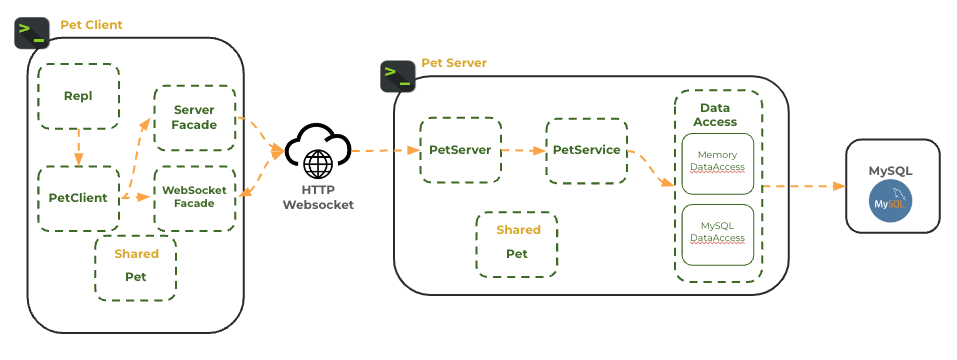 Pet Client
>_
Repl
PetClient
Server
Facade
WebSocket
Facade
Shared
Pet
HTTP
Websocket
Pet Server
>_
PetServer
PetService
Shared
Pet
Data
Access
Memory
DataAccess
MySQL
DataAccess
MySQL
MySQL